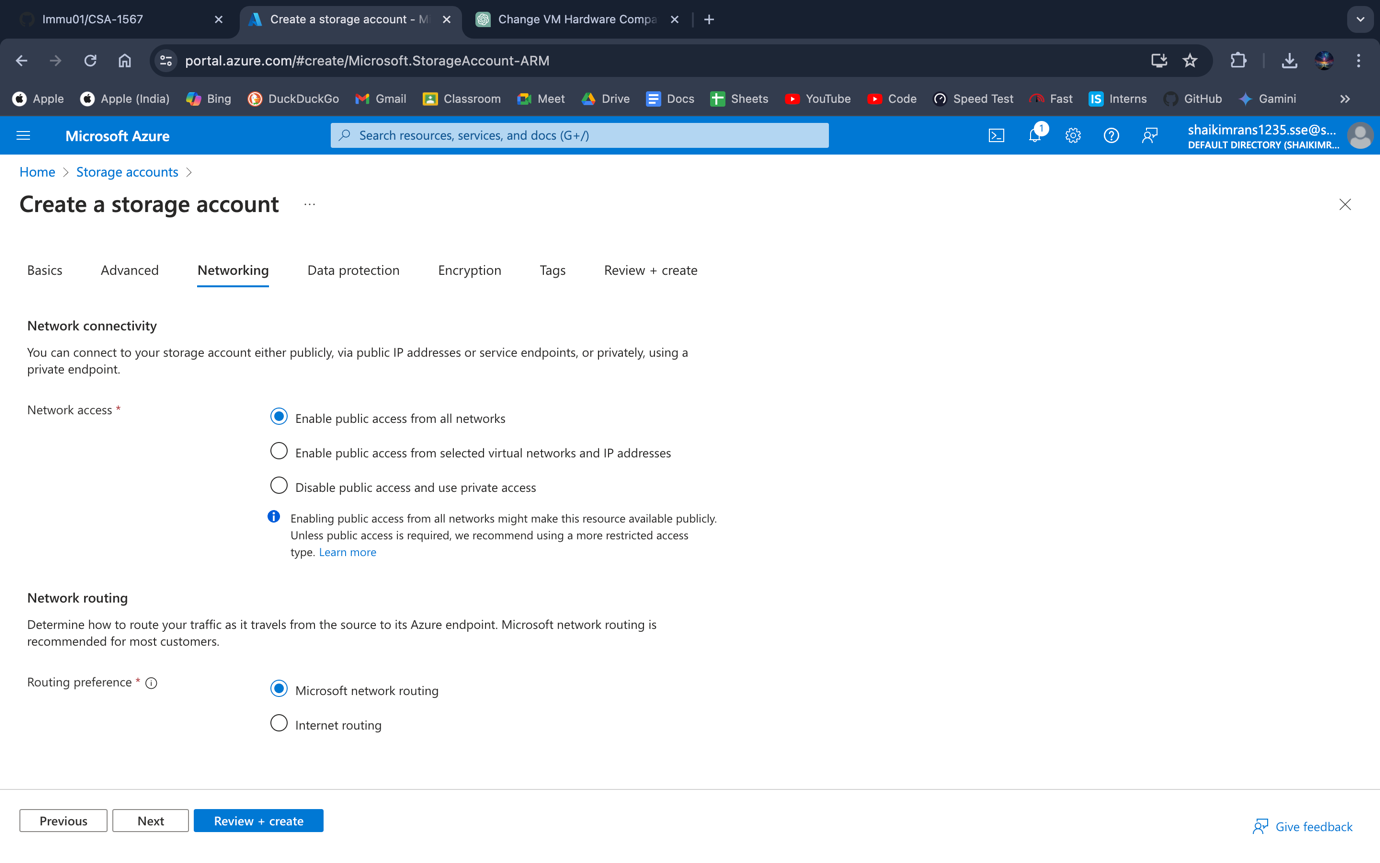 Immu01/CSA-1567
Create a storage account - Mi
Change VM Hardware Compa
portal.azure.com/#create/Microsoft.StorageAccount-ARM
Apple
Apple (India)
Bing
DuckDuckGo
Gmail
Classroom
Meet
Drive
Docs
Sheets
YouTube
Code
Speed Test
Fast
IS Interns
GitHub
Gamini
Microsoft Azure
Search resources, services, and docs (G+/)
1
shaikimrans1235.sse@s...
DEFAULT DIRECTORY (SHAIKIMR...
Home > Storage accounts >
Create a storage account ...
Basics
Advanced
Networking
Data protection
Encryption
Tags
Review + create
Network connectivity
You can connect to your storage account either publicly, via public IP addresses or service endpoints, or privately, using a
private endpoint.
Network access *
Enable public access from all networks
Enable public access from selected virtual networks and IP addresses
Disable public access and use private access
Enabling public access from all networks might make this resource available publicly.
Unless public access is required, we recommend using a more restricted access
type. Learn more
Network routing
Determine how to route your traffic as it travels from the source to its Azure endpoint. Microsoft network routing is
recommended for most customers.
Routing preference *
Microsoft network routing
Internet routing
Previous
Next
Review + create
Give feedback